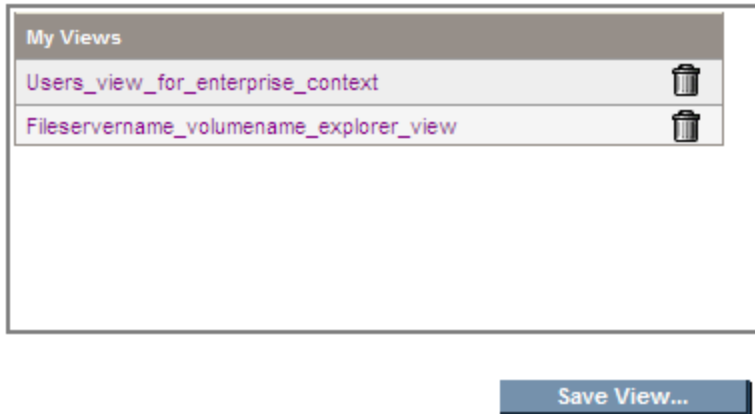 My Views
Users_view_for_enterprise_context
Fileservername_volumename_explorer_view
Save View...